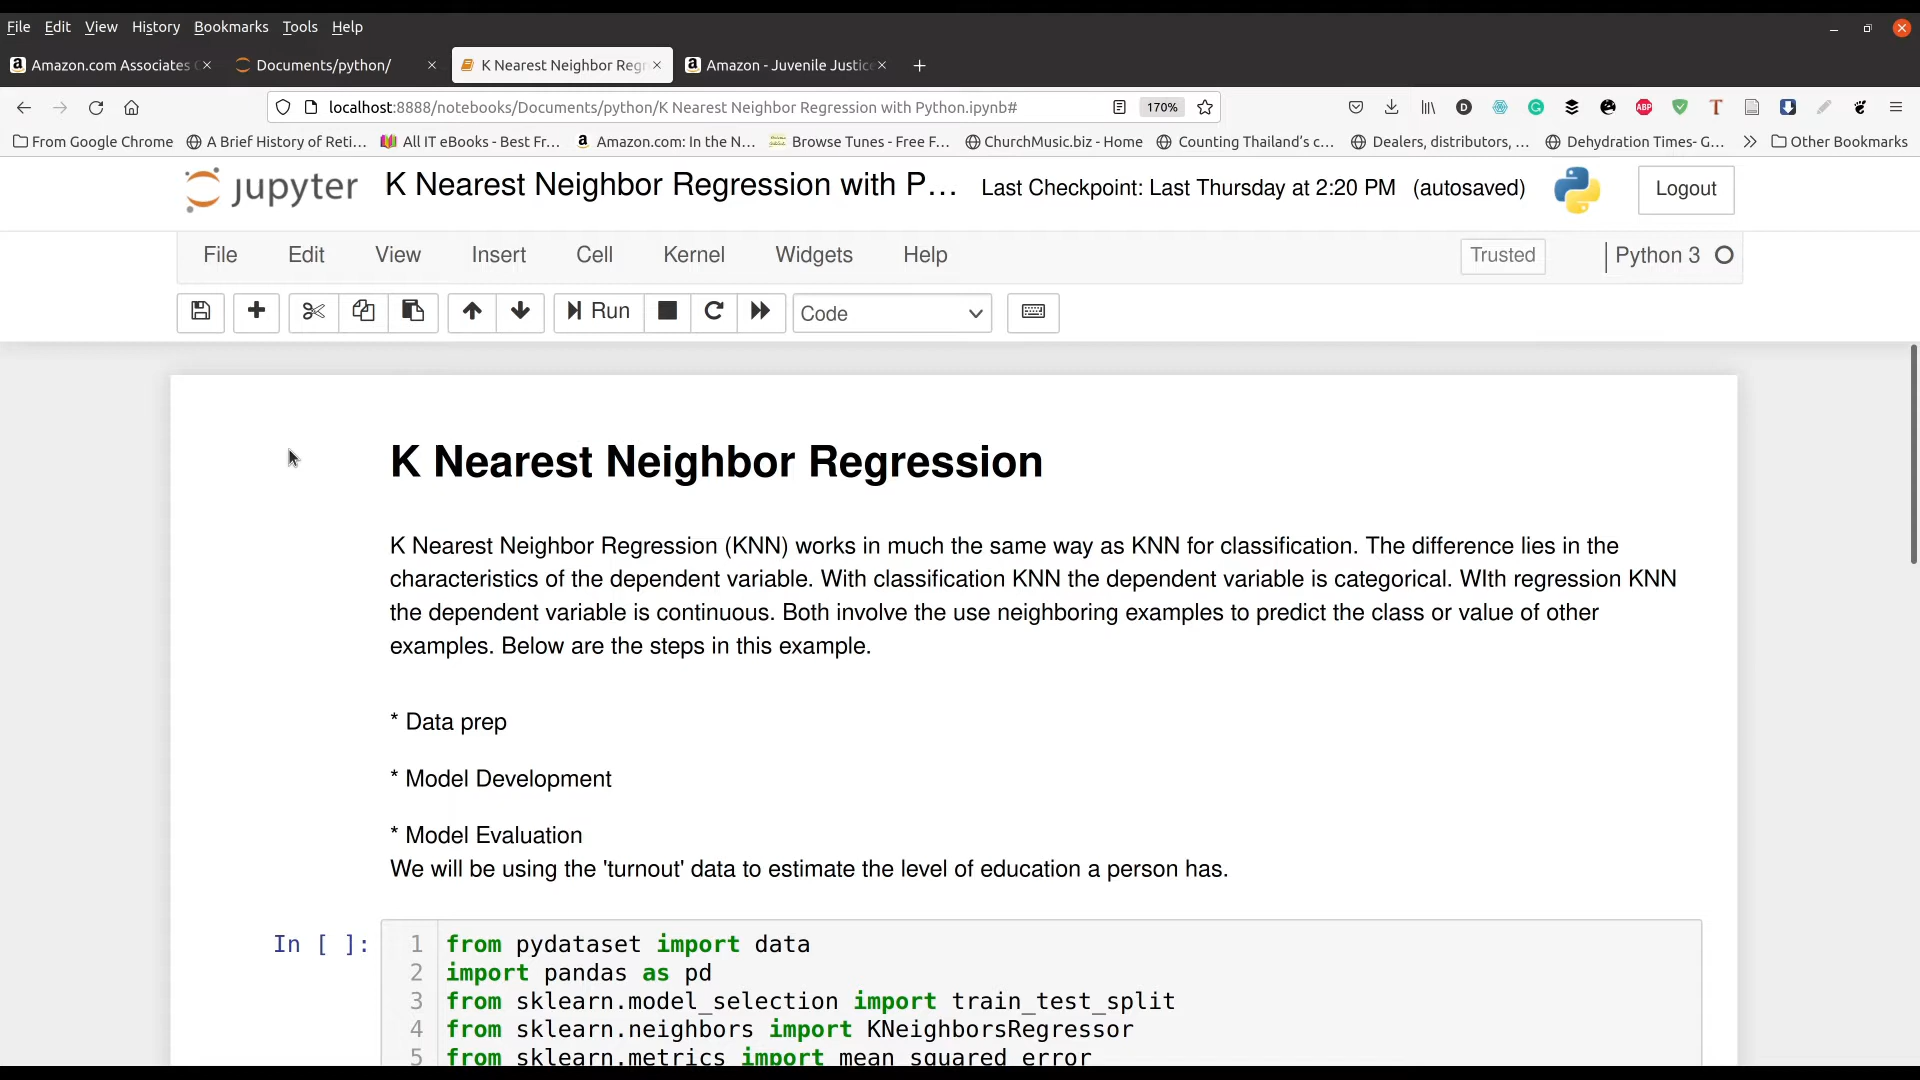 File Edit View History Bookmarks Tools Help
Amazon.com Associates Documents/python/ K Nearest Neighbor Reg Amazon - Juvenile Justic
localhost:8888/notebooks/Documents/python/K Nearest Neighbor Regression with Python.ipynb# 170%
From Google Chrome A Brief History of Reti... All IT eBooks - Best Fr... Amazon.com: In the N... Browse Tunes - Free F... ChurchMusic.biz - Home Counting Thailand's c... Dealers, distributors, ... Dehydration Times- G... Other Bookmarks
jupyter K Nearest Neighbor Regression with P... Last Checkpoint: Last Thursday at 2:20 PM (autosaved) Logout
File Edit View Insert Cell Kernel Widgets Help Trusted Python 3
Run Code
K Nearest Neighbor Regression
K Nearest Neighbor Regression (KNN) works in much the same way as KNN for classification. The difference lies in the
characteristics of the dependent variable. With classification KNN the dependent variable is categorical. WIth regression KNN
the dependent variable is continuous. Both involve the use neighboring examples to predict the class or value of other
examples. Below are the steps in this example.
* Data prep
* Model Development
* Model Evaluation
We will be using the 'turnout' data to estimate the level of education a person has.
In [ ]: 1 from pydataset import data
2 import pandas as pd
3 from sklearn.model_selection import train_test_split
4 from sklearn.neighbors import KNeighborsRegressor
5 from sklearn.metrics import mean_squared_error